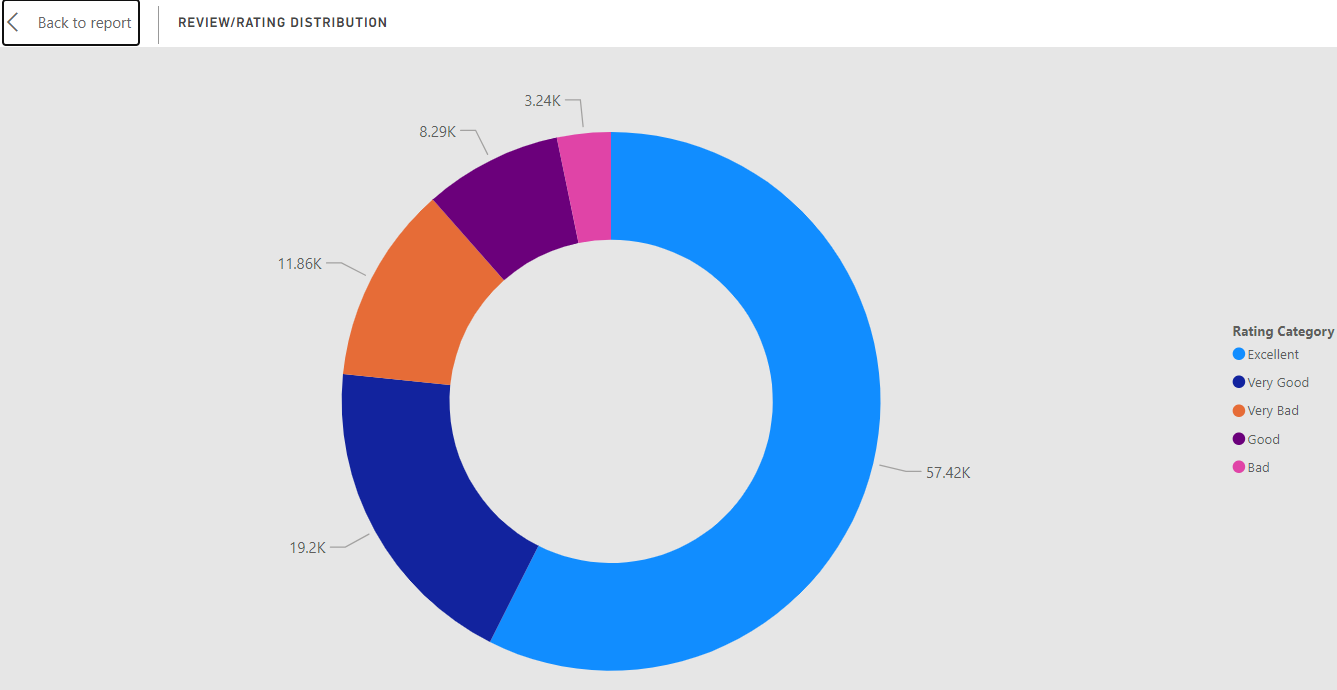 Back to report
REVIEW/RATING DISTRIBUTION
3.24K
8.29K
11.86K
19.2K
57.42K
Rating Category
Excellent
Very Good
Very Bad
Good
Bad